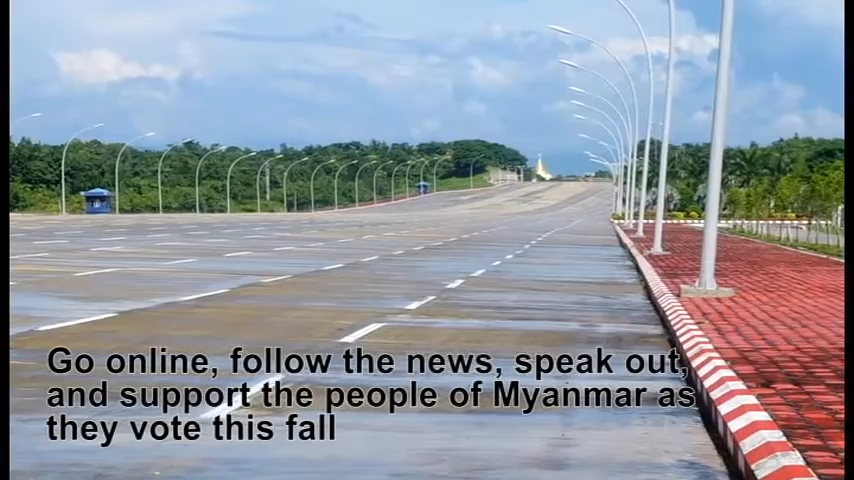 Go online, follow the news, speak out,
and support the people of Myanmar as
they vote this fall